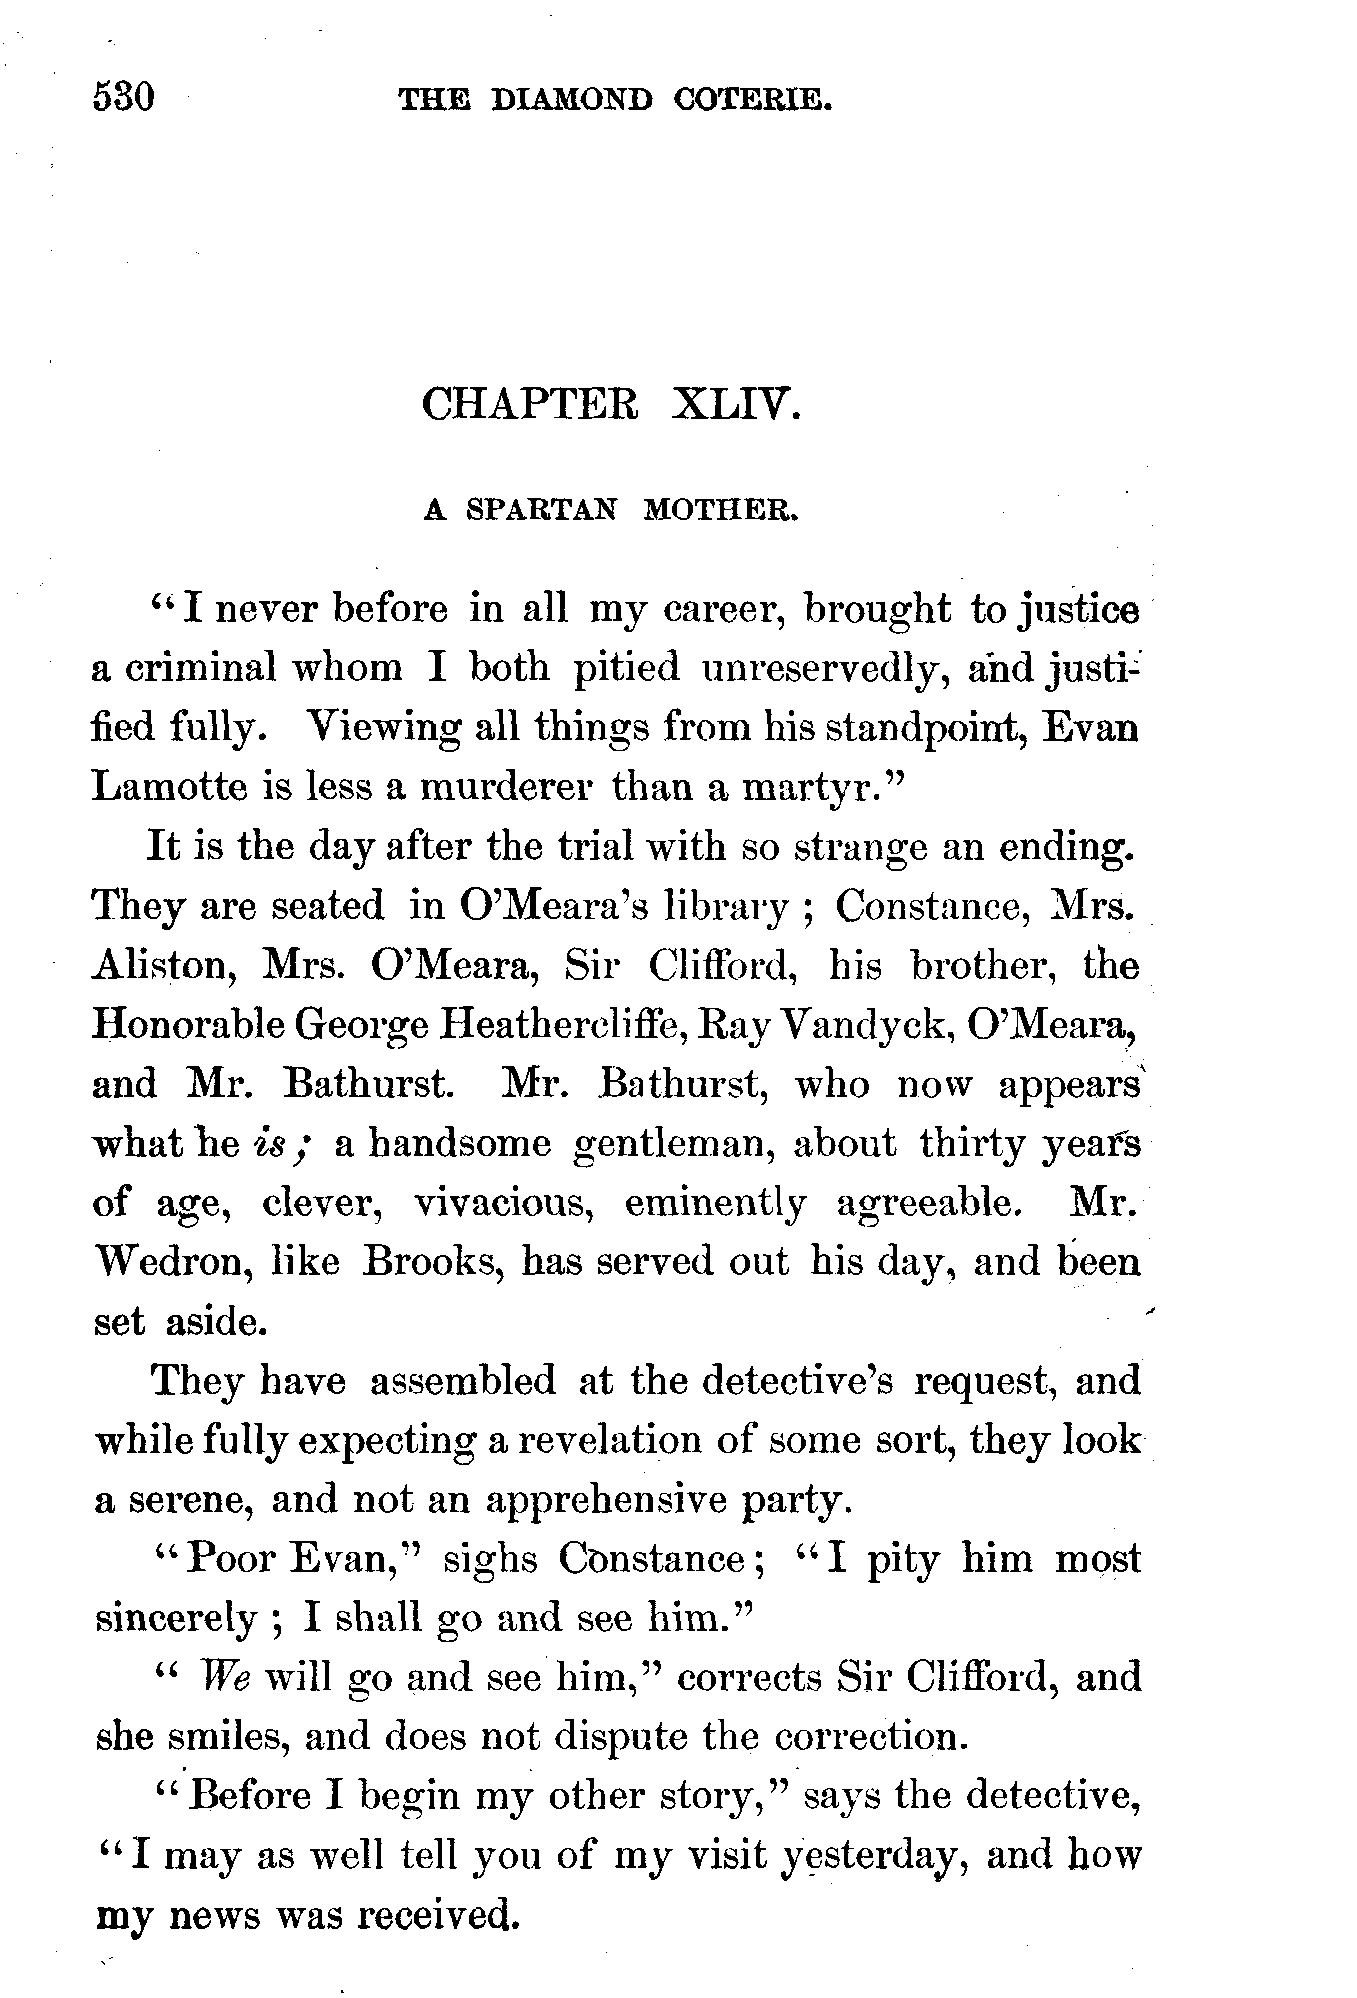 530 THE DIAMOND COTERIE.
CHAPTER XLIV.
A SPARTAN MOTHER.
“I never before in all my career, brought to justice
a criminal whom I both pitied unreservedly, and justi-
fied fully. Viewing all things from his standpoint, Evan
Lamotte is less a murderer than a martyr.”
It is the day after the trial with so strange an ending.
They are seated in O’Meara’s library ; Constance, Mrs.
Aliston, Mrs. O’Meara, Sir Clifford, his brother, the
Honorable George Heathercliffe, Ray Vandyck, O’Meara,
and Mr. Bathurst. Mr. Bathurst, who now appears
what he is ; a handsome gentleman, about thirty years
of age, clever, vivacious, eminently agreeable. Mr.
Wedron, like Brooks, has served out his day, and been
set aside.
They have assembled at the detective’s request, and
while fully expecting a revelation of some sort, they look
a serene, and not an apprehensive party.
“Poor Evan,” sighs Constance ; “I pity him most
sincerely ; I shall go and see him.”
“ We will go and see him,” corrects Sir Clifford, and
she smiles, and does not dispute the correction.
“Before I begin my other story,” says the detective,
“I may as well tell you of my visit yesterday, and how
my news was received.